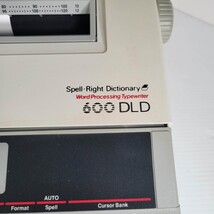 Spell·Right Dictionary
Word Processing Typewriter
600 DLD
AUTO
Format Spell Cursor Bank